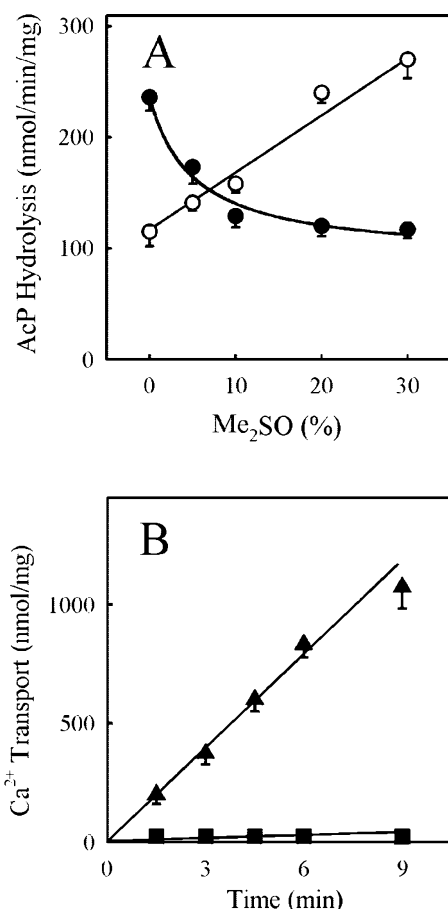 A
AcP Hydrolysis (nmol/min/mg)
300
200
100
0
0 10 20 30
Me₂SO (%)
B
Ca²⁺ Transport (nmol/mg)
1000
500
0
0 3 6 9
Time (min)